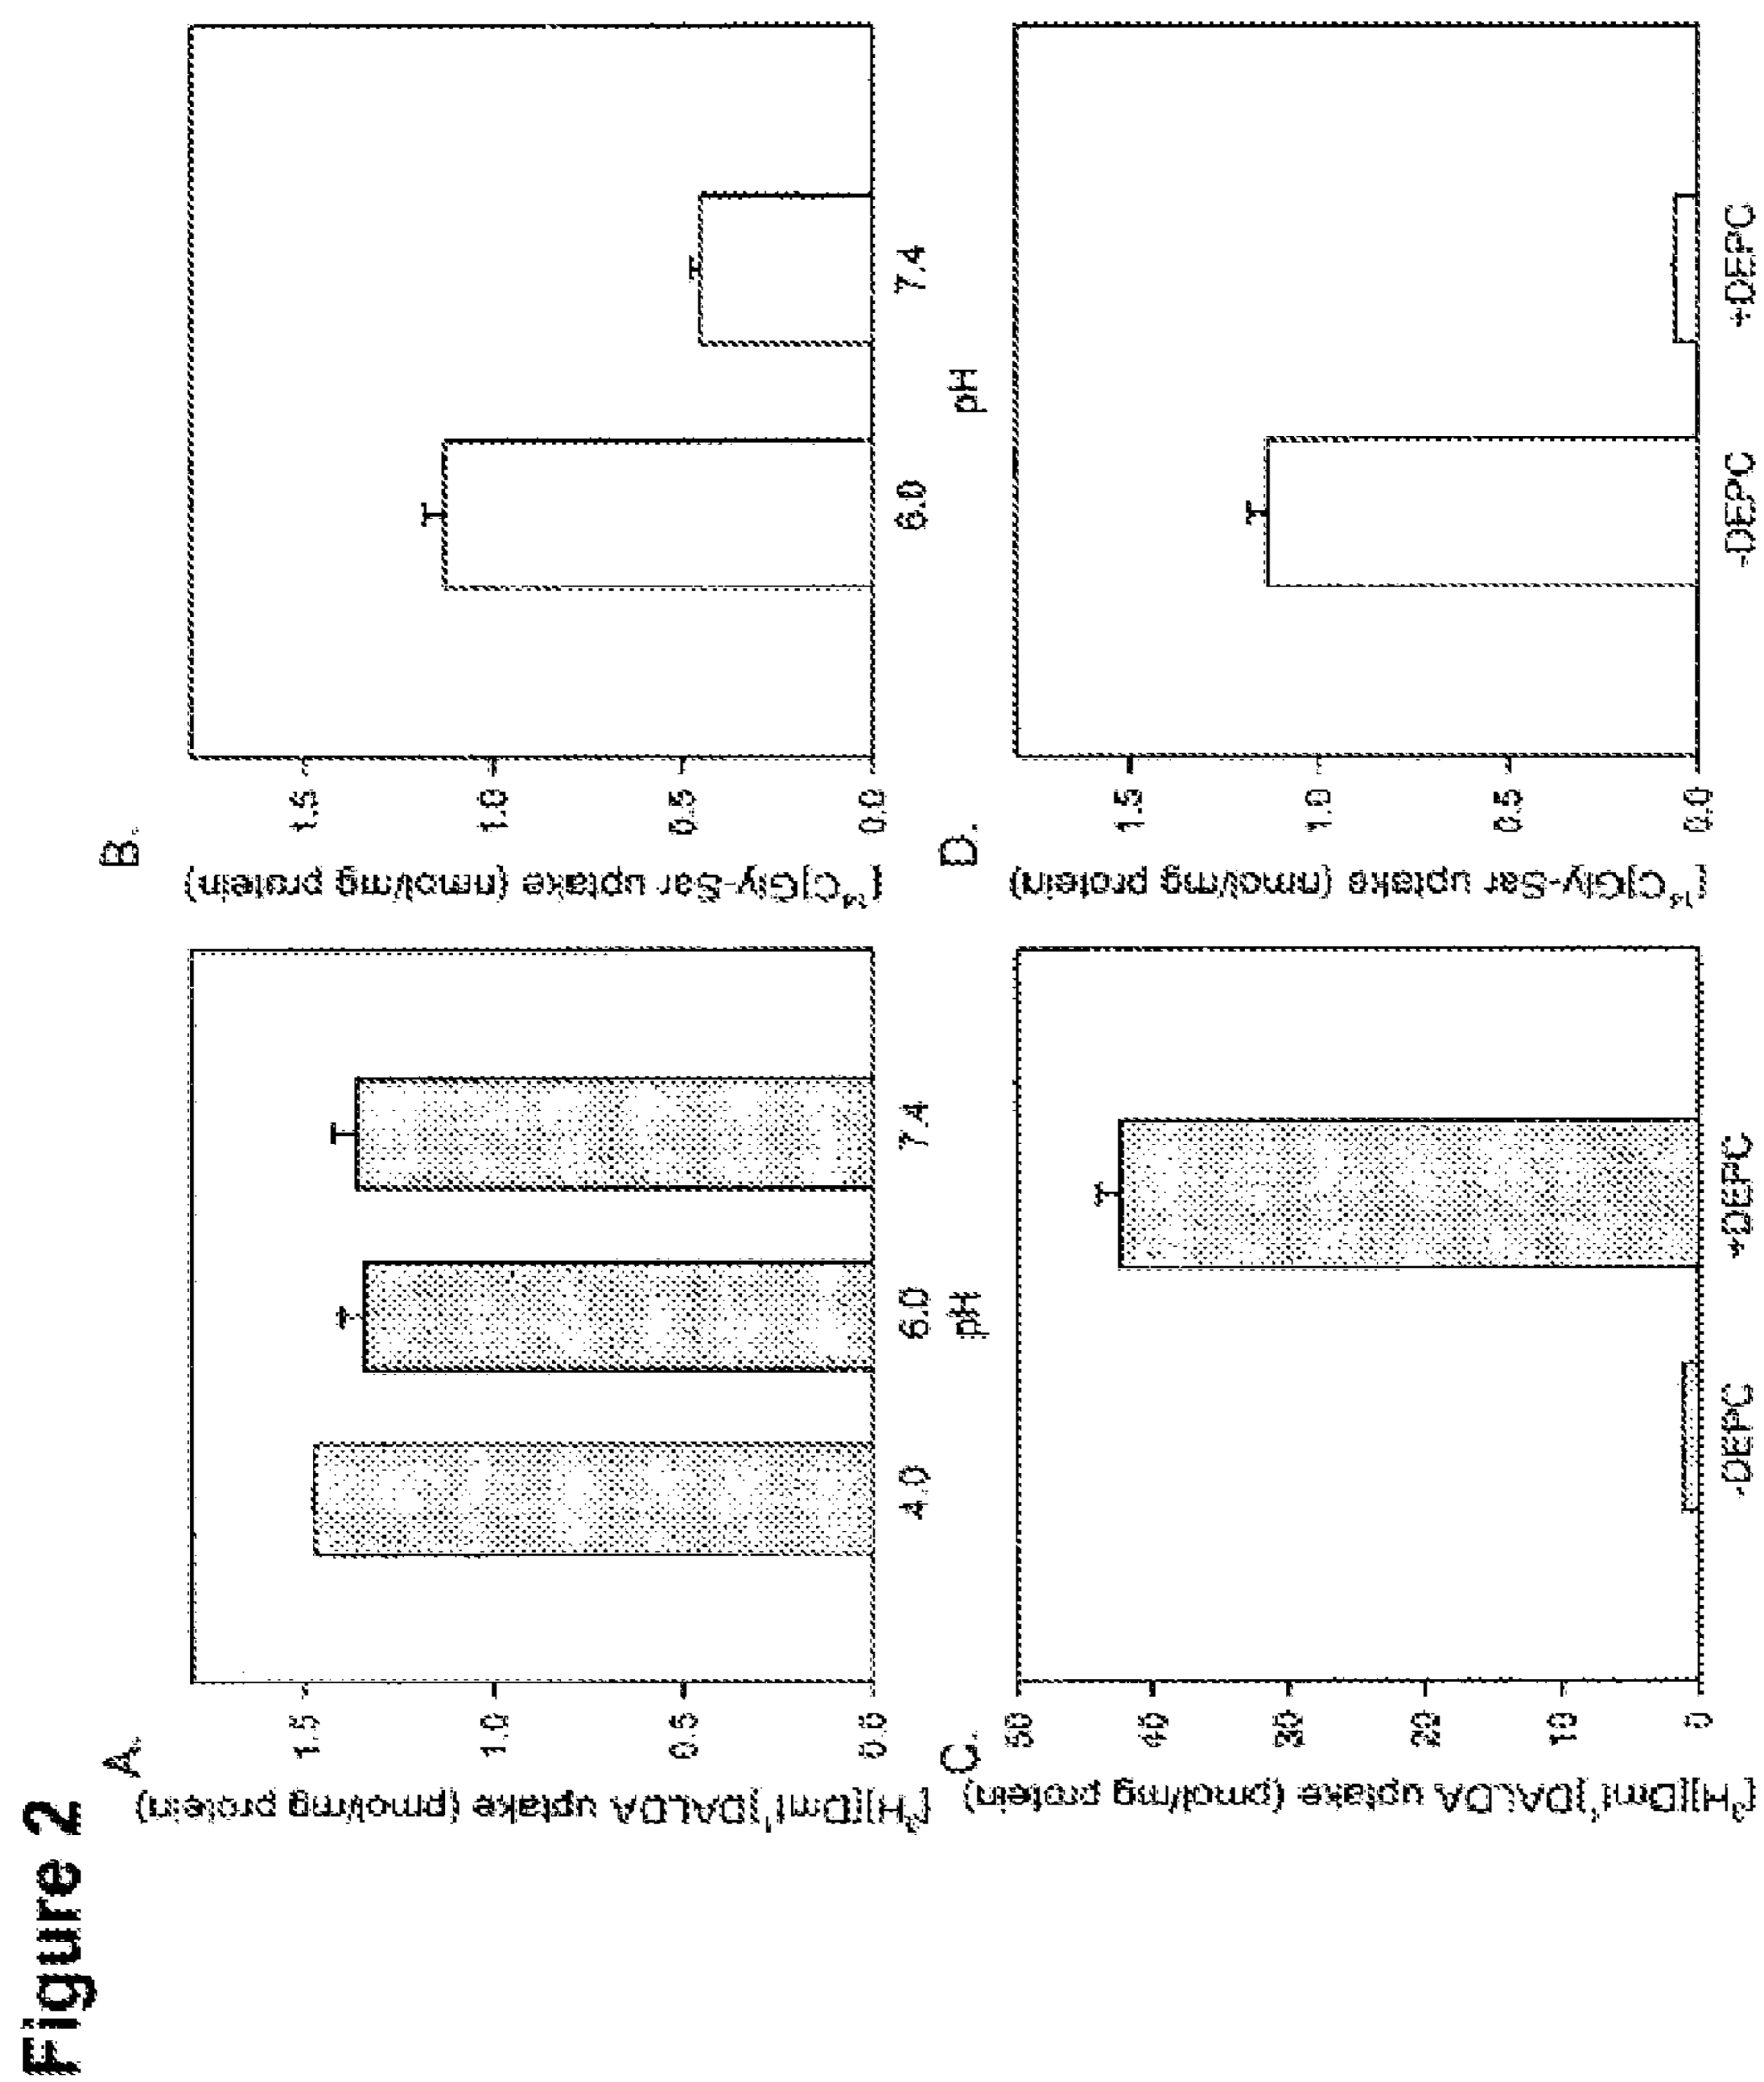 Figure 2
A.
[³H][Dmt¹]DALDA uptake (pmol/mg protein)
1.5
1.0
0.5
0.0
4.0
6.0
7.4
pH
B.
[¹⁴C]Gly-Sar uptake (nmol/mg protein)
1.5
1.0
0.5
0.0
6.0
7.4
pH
C.
[³H][Dmt¹]DALDA uptake (pmol/mg protein)
50
40
30
20
10
0
-DEPC
+DEPC
D.
[¹⁴C]Gly-Sar uptake (nmol/mg protein)
1.5
1.0
0.5
0.0
-DEPC
+DEPC